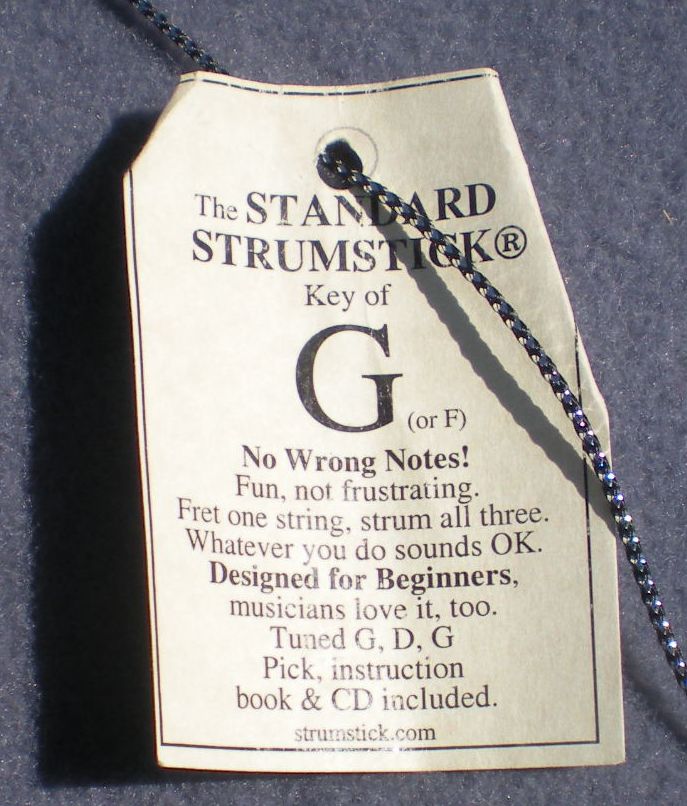 The STANDARD
STRUMSTICK®
Key of
G (or F)
No Wrong Notes!
Fun, not frustrating.
Fret one string, strum all three.
Whatever you do sounds OK.
Designed for Beginners,
musicians love it, too.
Tuned G, D, G
Pick, instruction
book & CD included.
strumstick.com